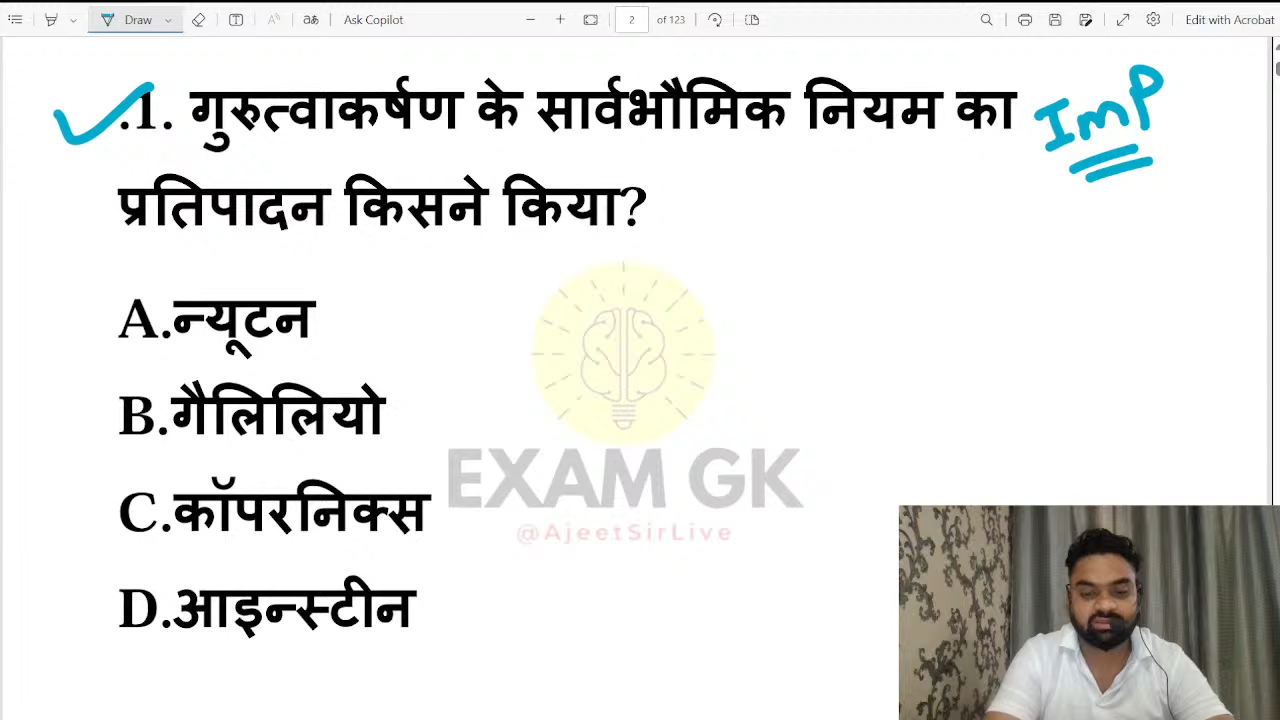 Draw
Ask Copilot
2 of 123
Edit with Acrobat
.1. गुरुत्वाकर्षण के सार्वभौमिक नियम का
Imp
प्रतिपादन किसने किया?
A.न्यूटन
B.गैलिलियो
C.कॉपरनिक्स
D.आइन्स्टीन
EXAM GK
@AjeetSirLive